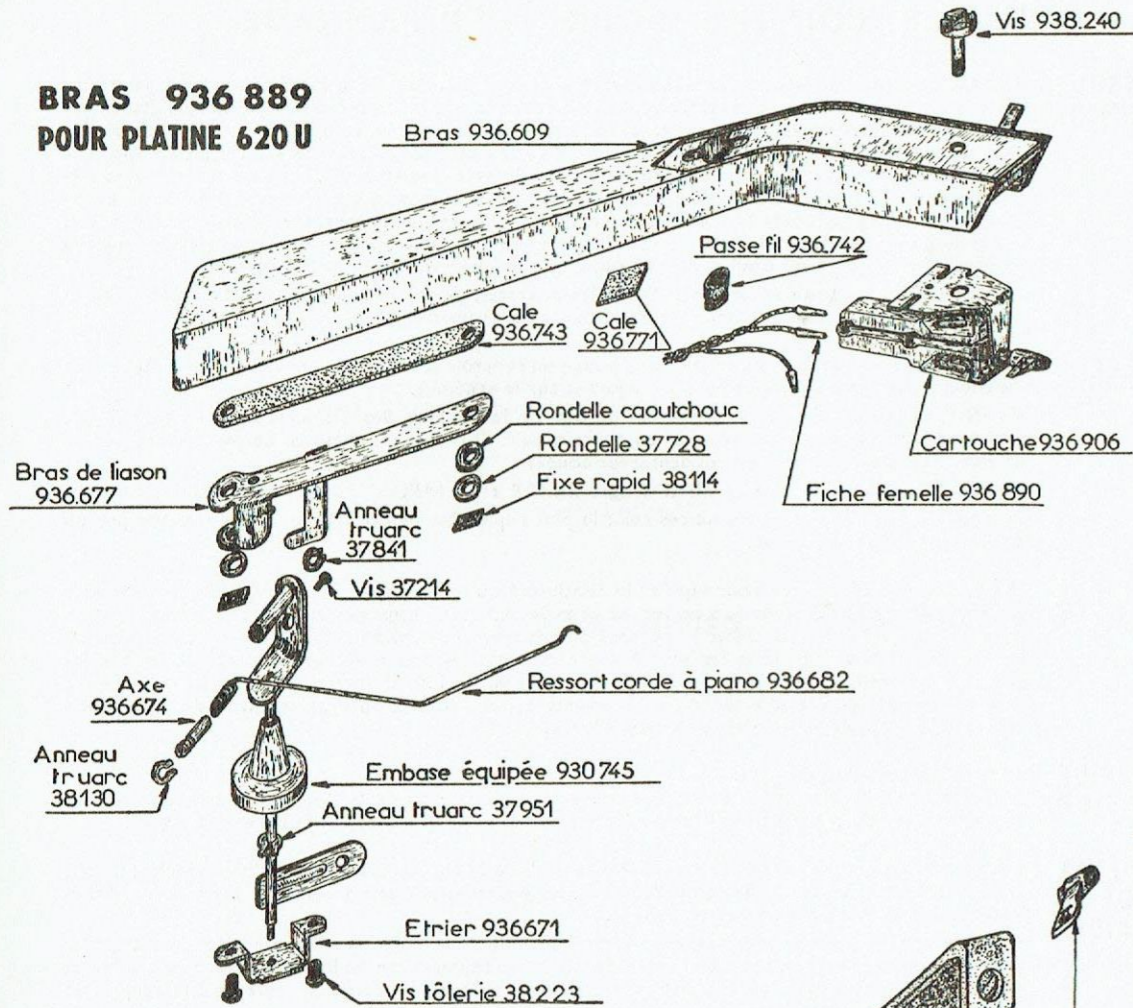 Vis 938.240
BRAS 936 889
POUR PLATINE 620 U
Bras 936.609
Passe fil 936.742
Cale
936.743
Cale
936.771
Rondelle caoutchouc
Rondelle 37728
Fixe rapid 38114
Cartouche 936 906
Fiche femelle 936 890
Bras de liason
936.677
Anneau
truarc
37841
Vis 37214
Axe
936674
Ressort corde à piano 936682
Anneau
truarc
38130
Embase équipée 930745
Anneau truarc 37951
Etrier 936671
Vis tôlerie 38223